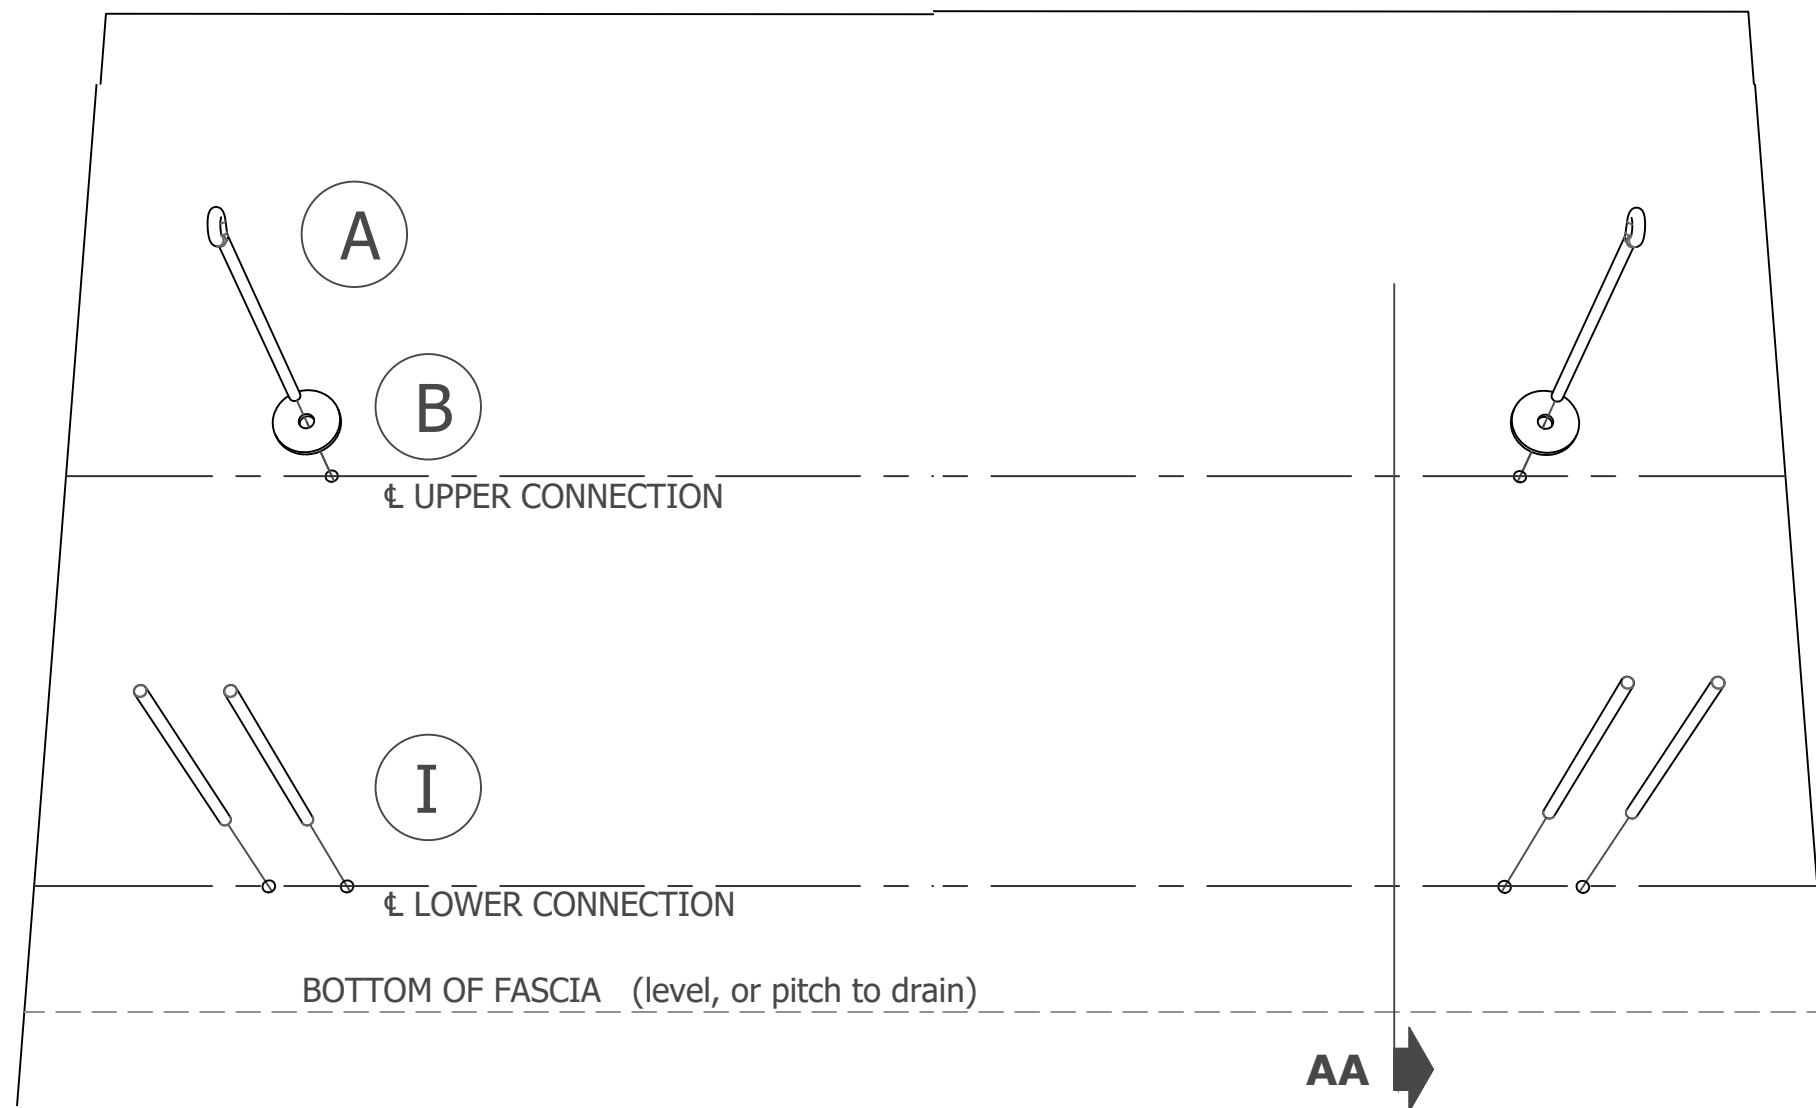 A
B
℄ UPPER CONNECTION
I
℄ LOWER CONNECTION
BOTTOM OF FASCIA (level, or pitch to drain)
AA